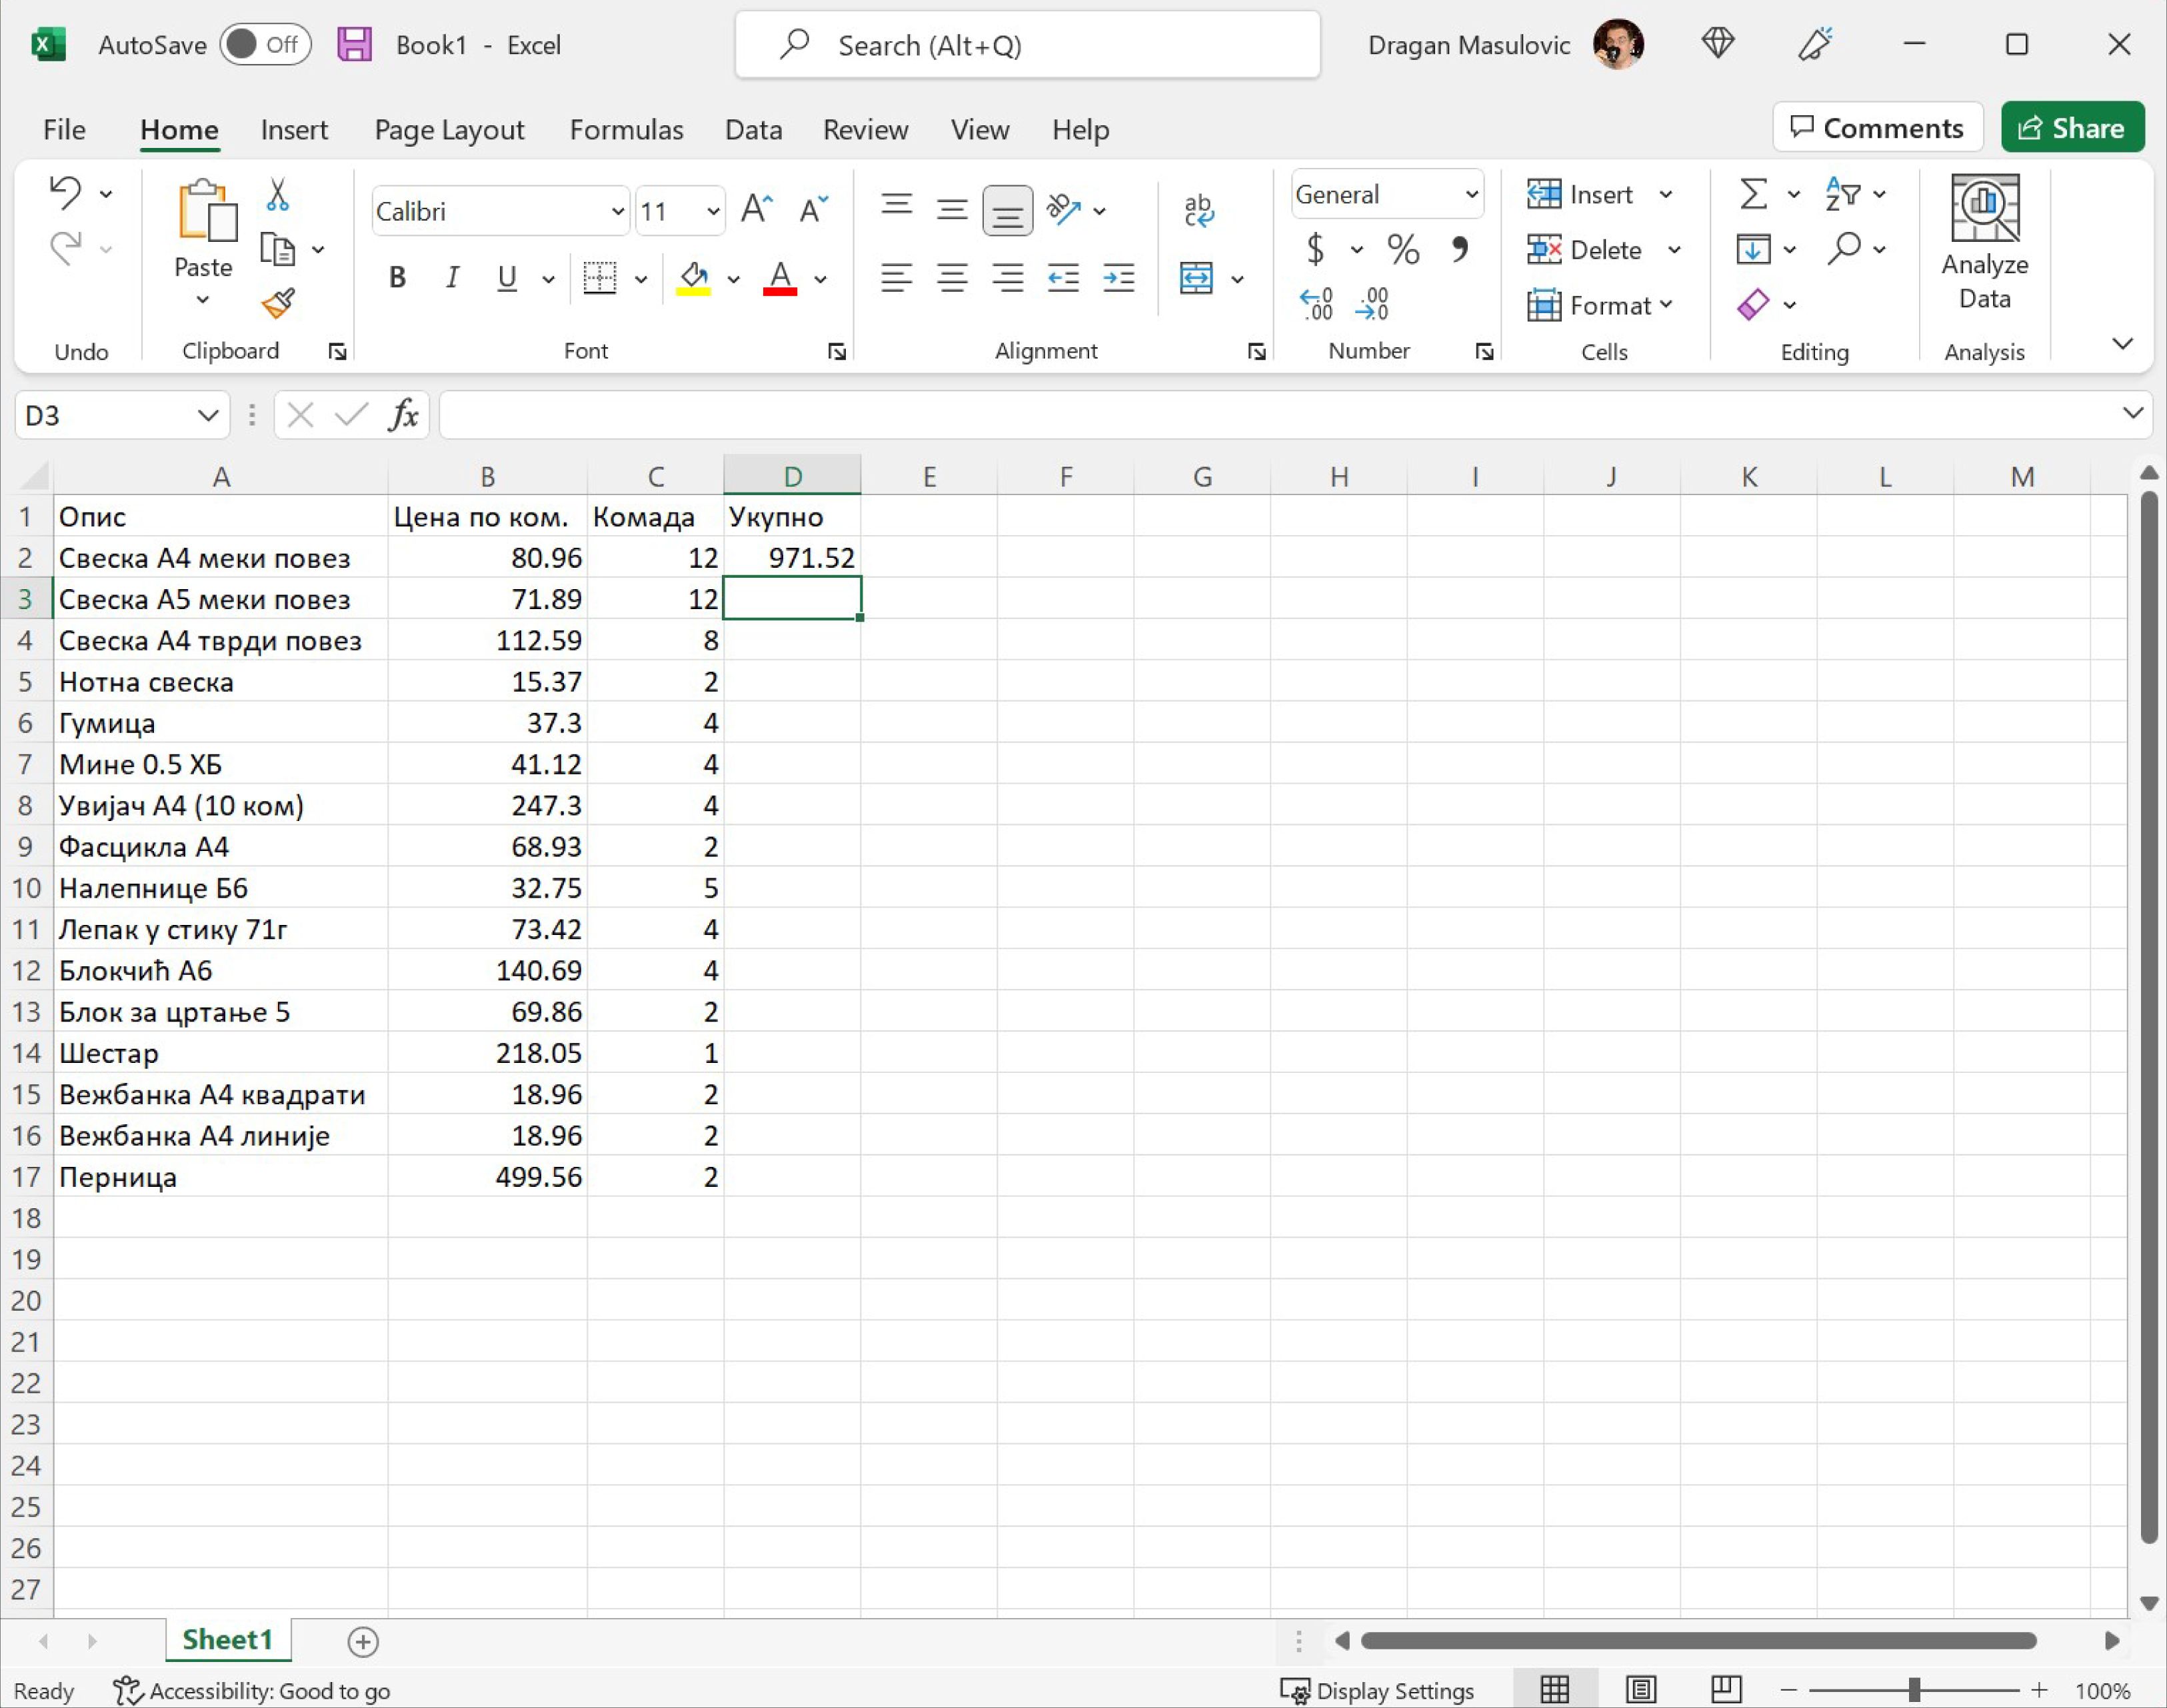 AutoSave Off Book1 - Excel Search (Alt+Q) Dragan Masulovic
File Home Insert Page Layout Formulas Data Review View Help Comments Share
Calibri 11 General Insert
Paste B I U $ % Delete Analyze Data
Format
Undo Clipboard Font Alignment Number Cells Editing Analysis
D3 fx
A B C D E F G H I J K L M
1 Опис Цена по ком. Комада Укупно
2 Свеска А4 меки повез 80.96 12 971.52
3 Свеска А5 меки повез 71.89 12
4 Свеска А4 тврди повез 112.59 8
5 Нотна свеска 15.37 2
6 Гумица 37.3 4
7 Мине 0.5 ХБ 41.12 4
8 Увијач А4 (10 ком) 247.3 4
9 Фасцикла А4 68.93 2
10 Налепнице Б6 32.75 5
11 Лепак у стику 71г 73.42 4
12 Блокчић А6 140.69 4
13 Блок за цртање 5 69.86 2
14 Шестар 218.05 1
15 Вежбанка А4 квадрати 18.96 2
16 Вежбанка А4 линије 18.96 2
17 Перница 499.56 2
18
19
20
21
22
23
24
25
26
27
Sheet1
Ready Accessibility: Good to go Display Settings 100%